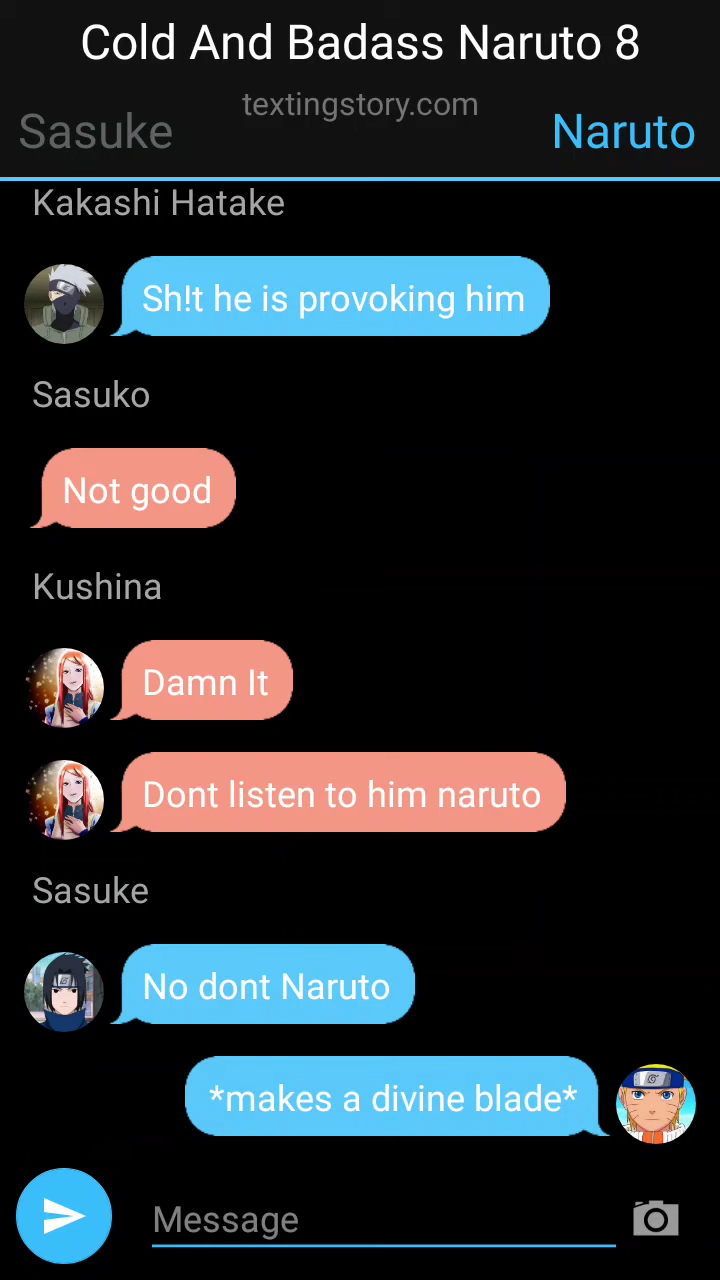 Cold And Badass Naruto 8
textingstory.com
Sasuke
Naruto
Kakashi Hatake
Sh!t he is provoking him
Sasuko
Not good
Kushina
Damn It
Dont listen to him naruto
Sasuke
No dont Naruto
*makes a divine blade*
Message